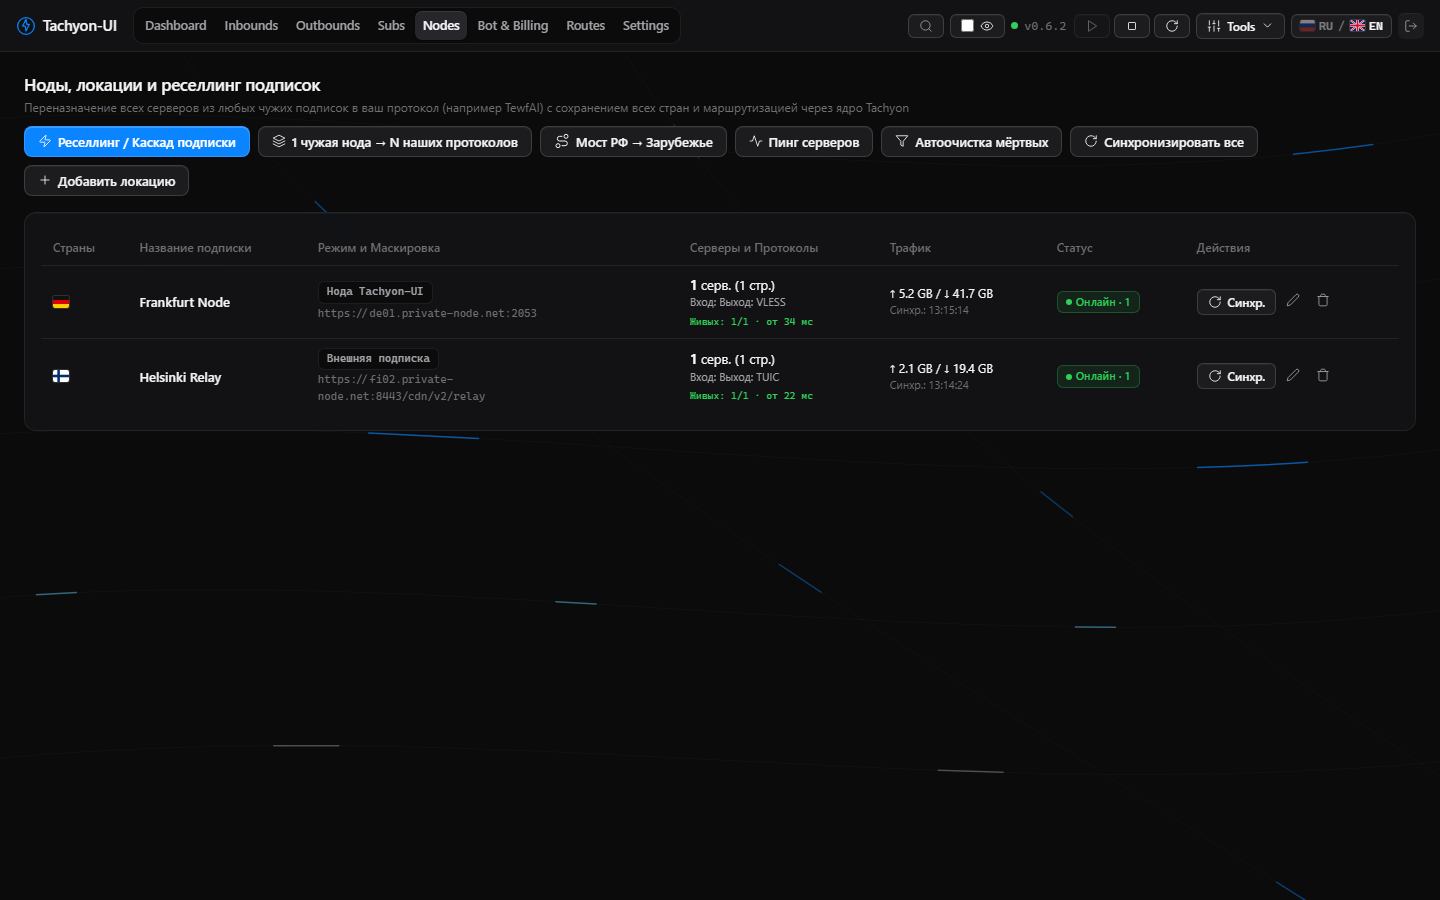 Tachyon-UI
Dashboard Inbounds Outbounds Subs Nodes Bot & Billing Routes Settings
v0.6.2
Tools
RU / EN
Ноды, локации и реселлинг подписок
Переназначение всех серверов из любых чужих подписок в ваш протокол (например TewfAI) с сохранением всех стран и маршрутизацией через ядро Tachyon
Реселлинг / Каскад подписки
1 чужая нода → N наших протоколов
Мост РФ → Зарубежье
Пинг серверов
Автоочистка мёртвых
Синхронизировать все
+ Добавить локацию
Страны Название подписки Режим и Маскировка Серверы и Протоколы Трафик Статус Действия
Frankfurt Node
Нода Tachyon-UI
https://de01.private-node.net:2053
1 серв. (1 стр.)
Вход: Выход: VLESS
Живых: 1/1 · от 34 мс
↑ 5.2 GB / ↓ 41.7 GB
Синхр.: 13:15:14
Онлайн · 1
Синхр.
Helsinki Relay
Внешняя подписка
https://fi02.private-
node.net:8443/cdn/v2/relay
1 серв. (1 стр.)
Вход: Выход: TUIC
Живых: 1/1 · от 22 мс
↑ 2.1 GB / ↓ 19.4 GB
Синхр.: 13:14:24
Онлайн · 1
Синхр.